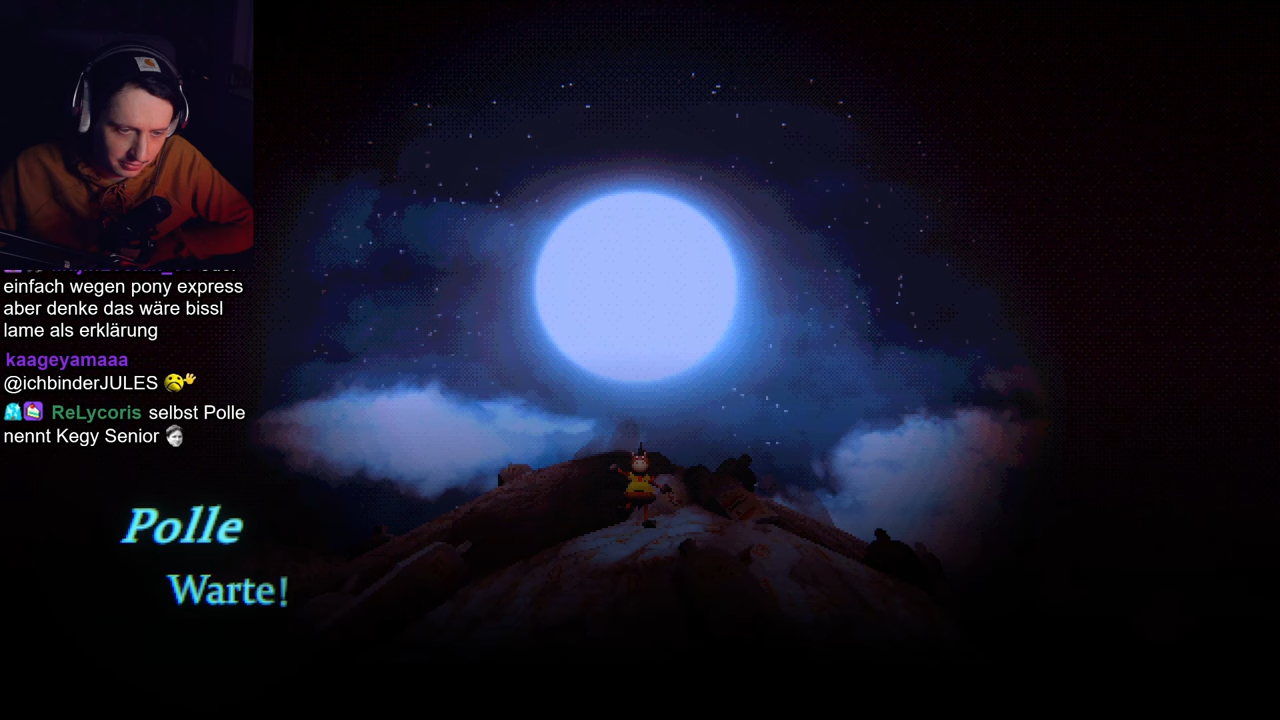 einfach wegen pony express
aber denke das wäre bissl
lame als erklärung
kaageyamaaa
@ichbinderJULES
ReLycoris selbst Polle
nennt Kegy Senior
Polle
Warte!